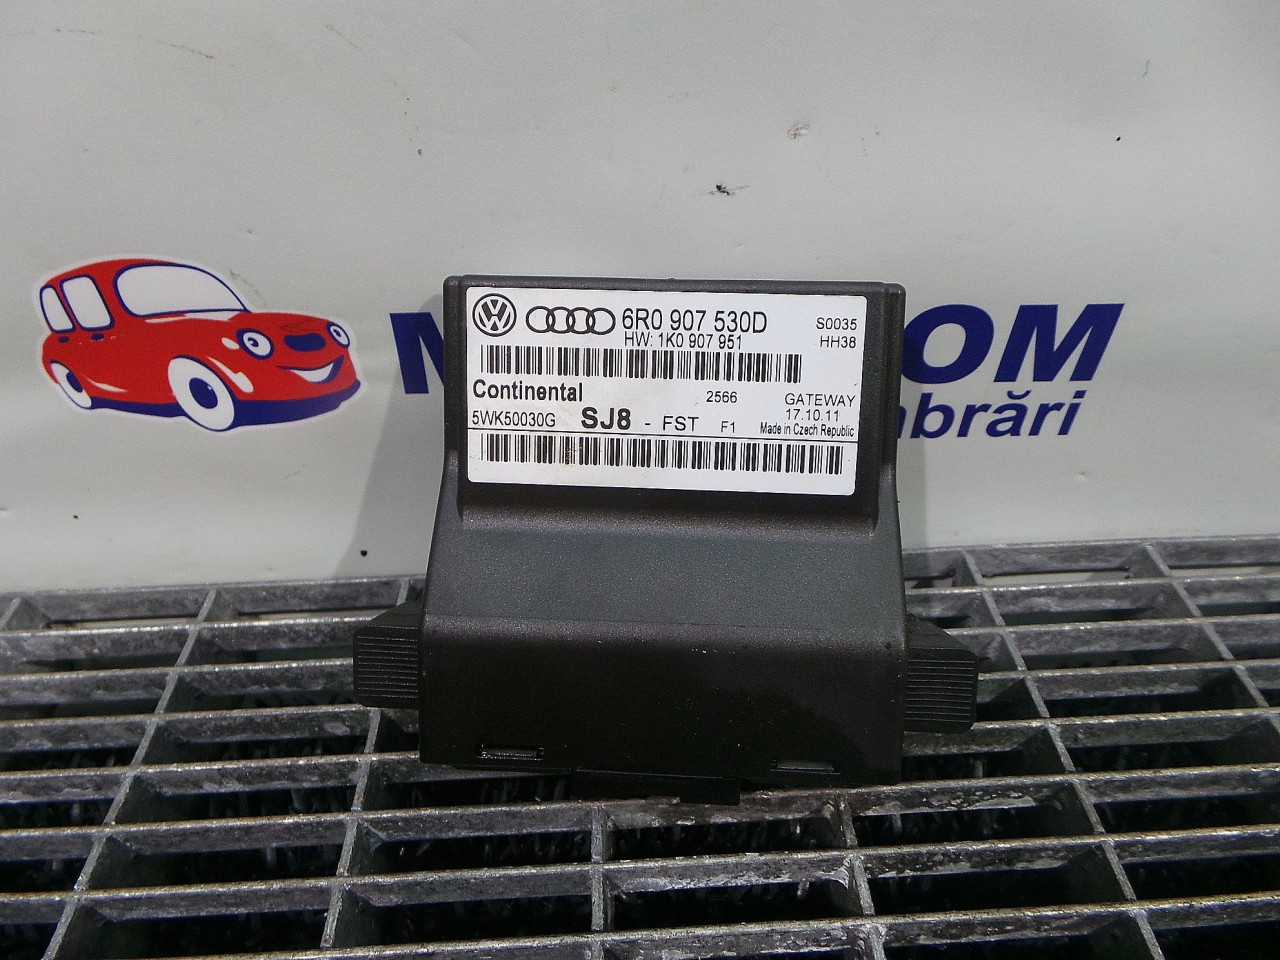 6R0 907 530D
HW: 1K0 907 951
S0035
HH38
Continental
2566
GATEWAY
5WK50030G SJ8 - FST F1
17.10.11
Made in Czech Republic
OM